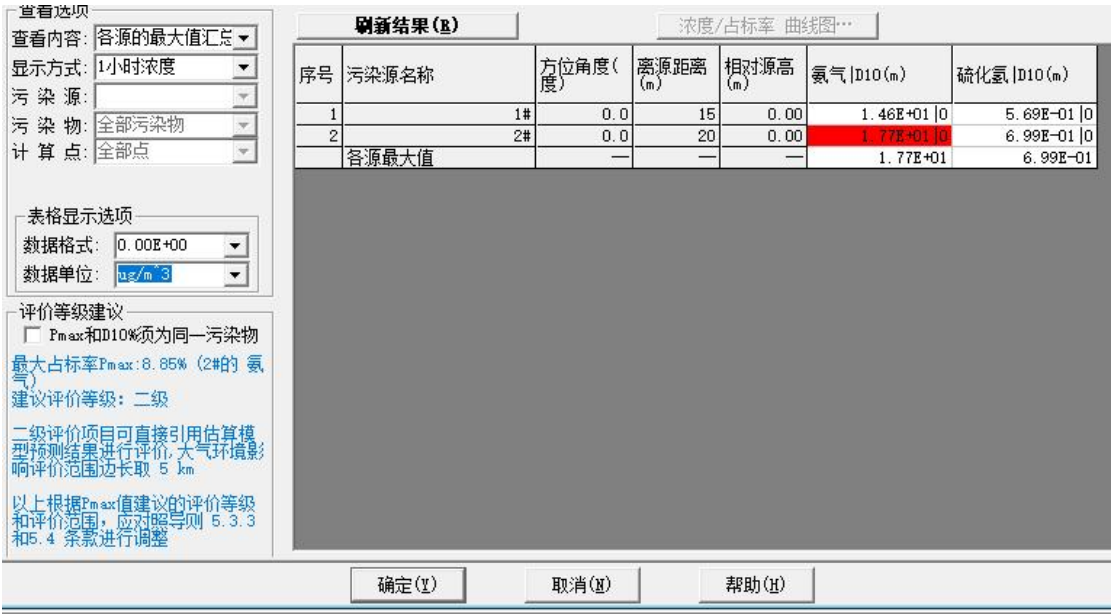 查看选项
查看内容: 各源的最大值汇总
显示方式: 1小时浓度
污 染 源:
污 染 物: 全部污染物
计 算 点: 全部点
表格显示选项
数据格式: 0.00E+00
数据单位: ug/m^3
评价等级建议
Pmax和D10%须为同一污染物
最大占标率Pmax:8.85% (2#的 氨
气)
建议评价等级: 二级
二级评价项目可直接引用估算模
型预测结果进行评价,大气环境影
响评价范围边长取 5 km
以上根据Pmax值建议的评价等级
和评价范围,应对照导则 5.3.3
和5.4 条款进行调整
刷新结果(R) 浓度/占标率 曲线图…
序号 污染源名称 方位角度(度) 离源距离(m) 相对源高(m) 氨气|D10(m) 硫化氢|D10(m)
1 1# 0.0 15 0.00 1.46E+01|0 5.69E-01|0
2 2# 0.0 20 0.00 1.77E+01|0 6.99E-01|0
各源最大值 — — — 1.77E+01 6.99E-01
确定(Y) 取消(N) 帮助(H)